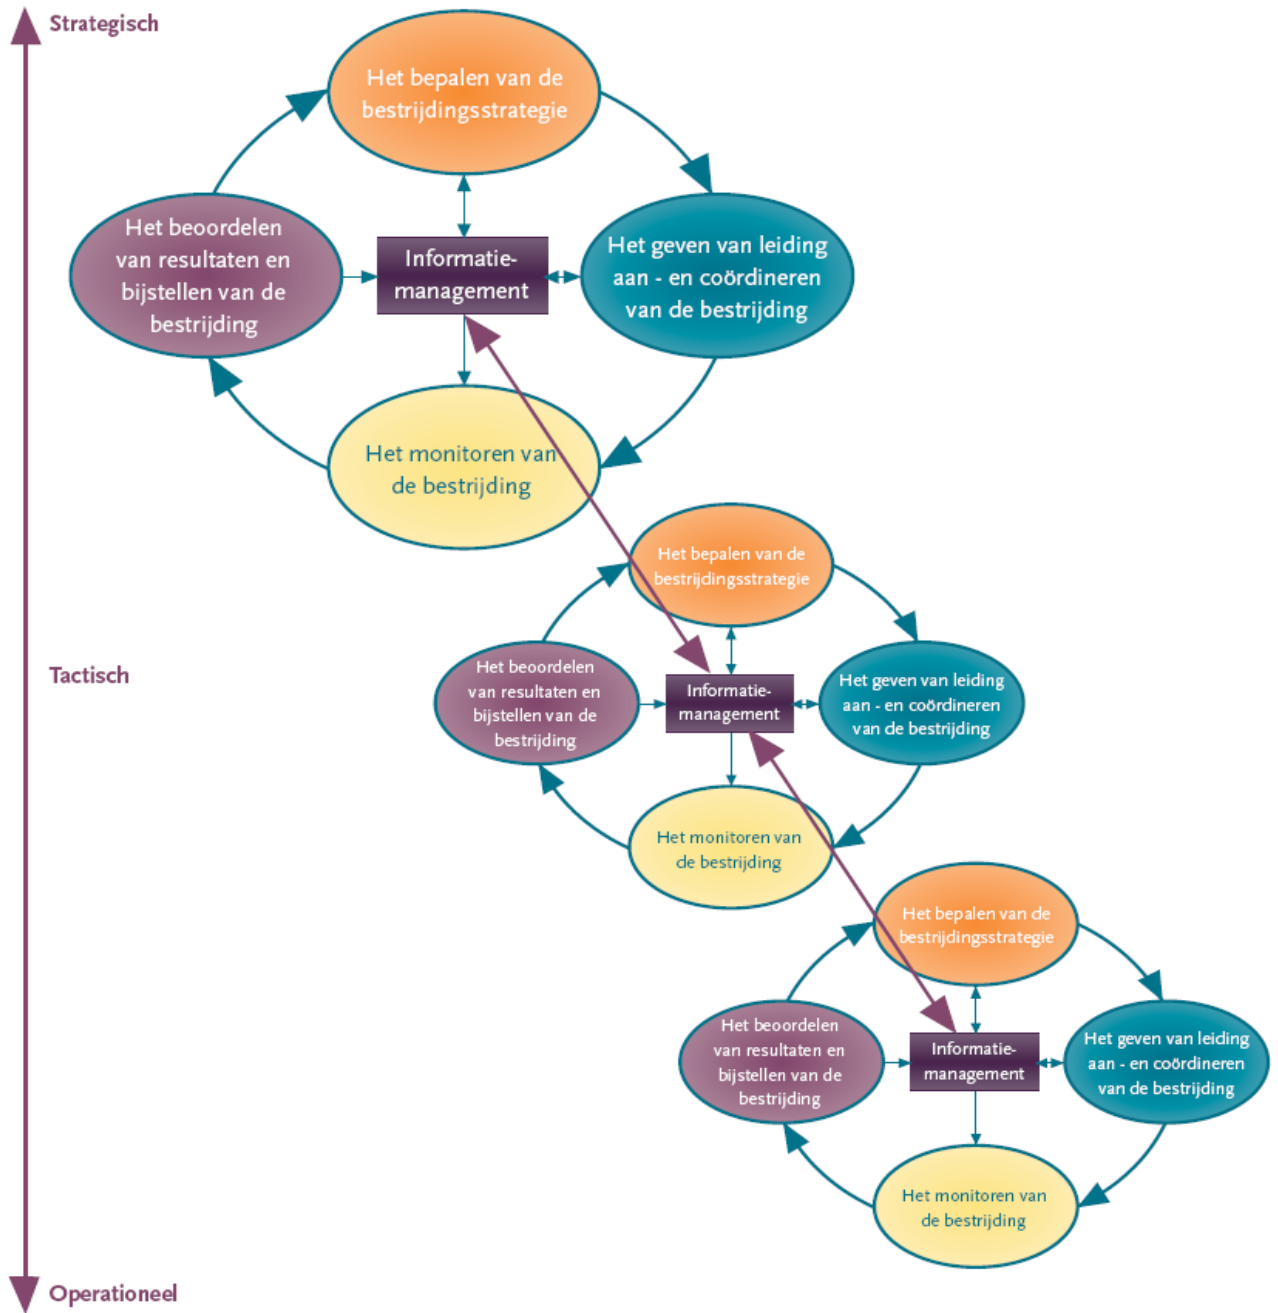 Strategisch
Het bepalen van de
bestrijdingsstrategie
Het beoordelen
van resultaten en
bijstellen van de
bestrijding
Informatie-
management
Het geven van leiding
aan - en coördineren
van de bestrijding
Het monitoren van
de bestrijding
Tactisch
Het bepalen van de
bestrijdingsstrategie
Het beoordelen
van resultaten en
bijstellen van de
bestrijding
Informatie-
management
Het geven van leiding
aan - en coördineren
van de bestrijding
Het monitoren van
de bestrijding
Het bepalen van de
bestrijdingsstrategie
Het beoordelen
van resultaten en
bijstellen van de
bestrijding
Informatie-
management
Het geven van leiding
aan - en coördineren
van de bestrijding
Het monitoren van
de bestrijding
Operationeel